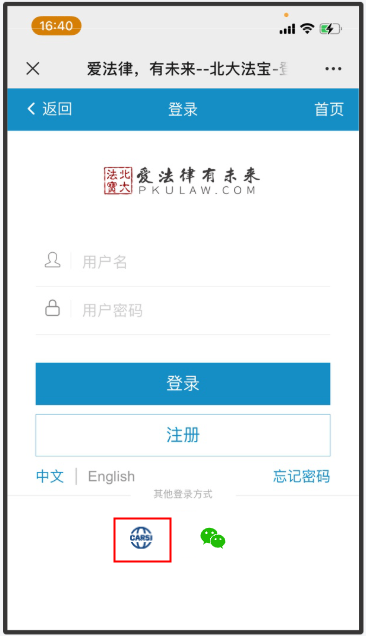 16:40
爱法律，有未来--北大法宝-
返回 登录 首页
北大法宝 爱法律有未来
PKULAW.COM
用户名
用户密码
登录
注册
中文 English 忘记密码
其他登录方式
CARSI